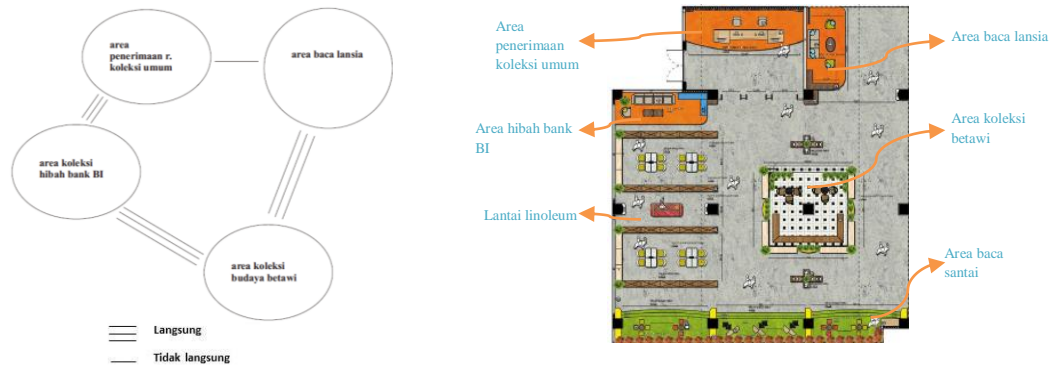 area
penerimaan r.
koleksi umum
area baca lansia
area koleksi
hibah bank BI
area koleksi
budaya betawi
Langsung
Tidak langsung
Area
penerimaan
koleksi umum
Area baca lansia
Area hibah bank
BI
Area koleksi
betawi
Lantai linoleum
Area baca
santai